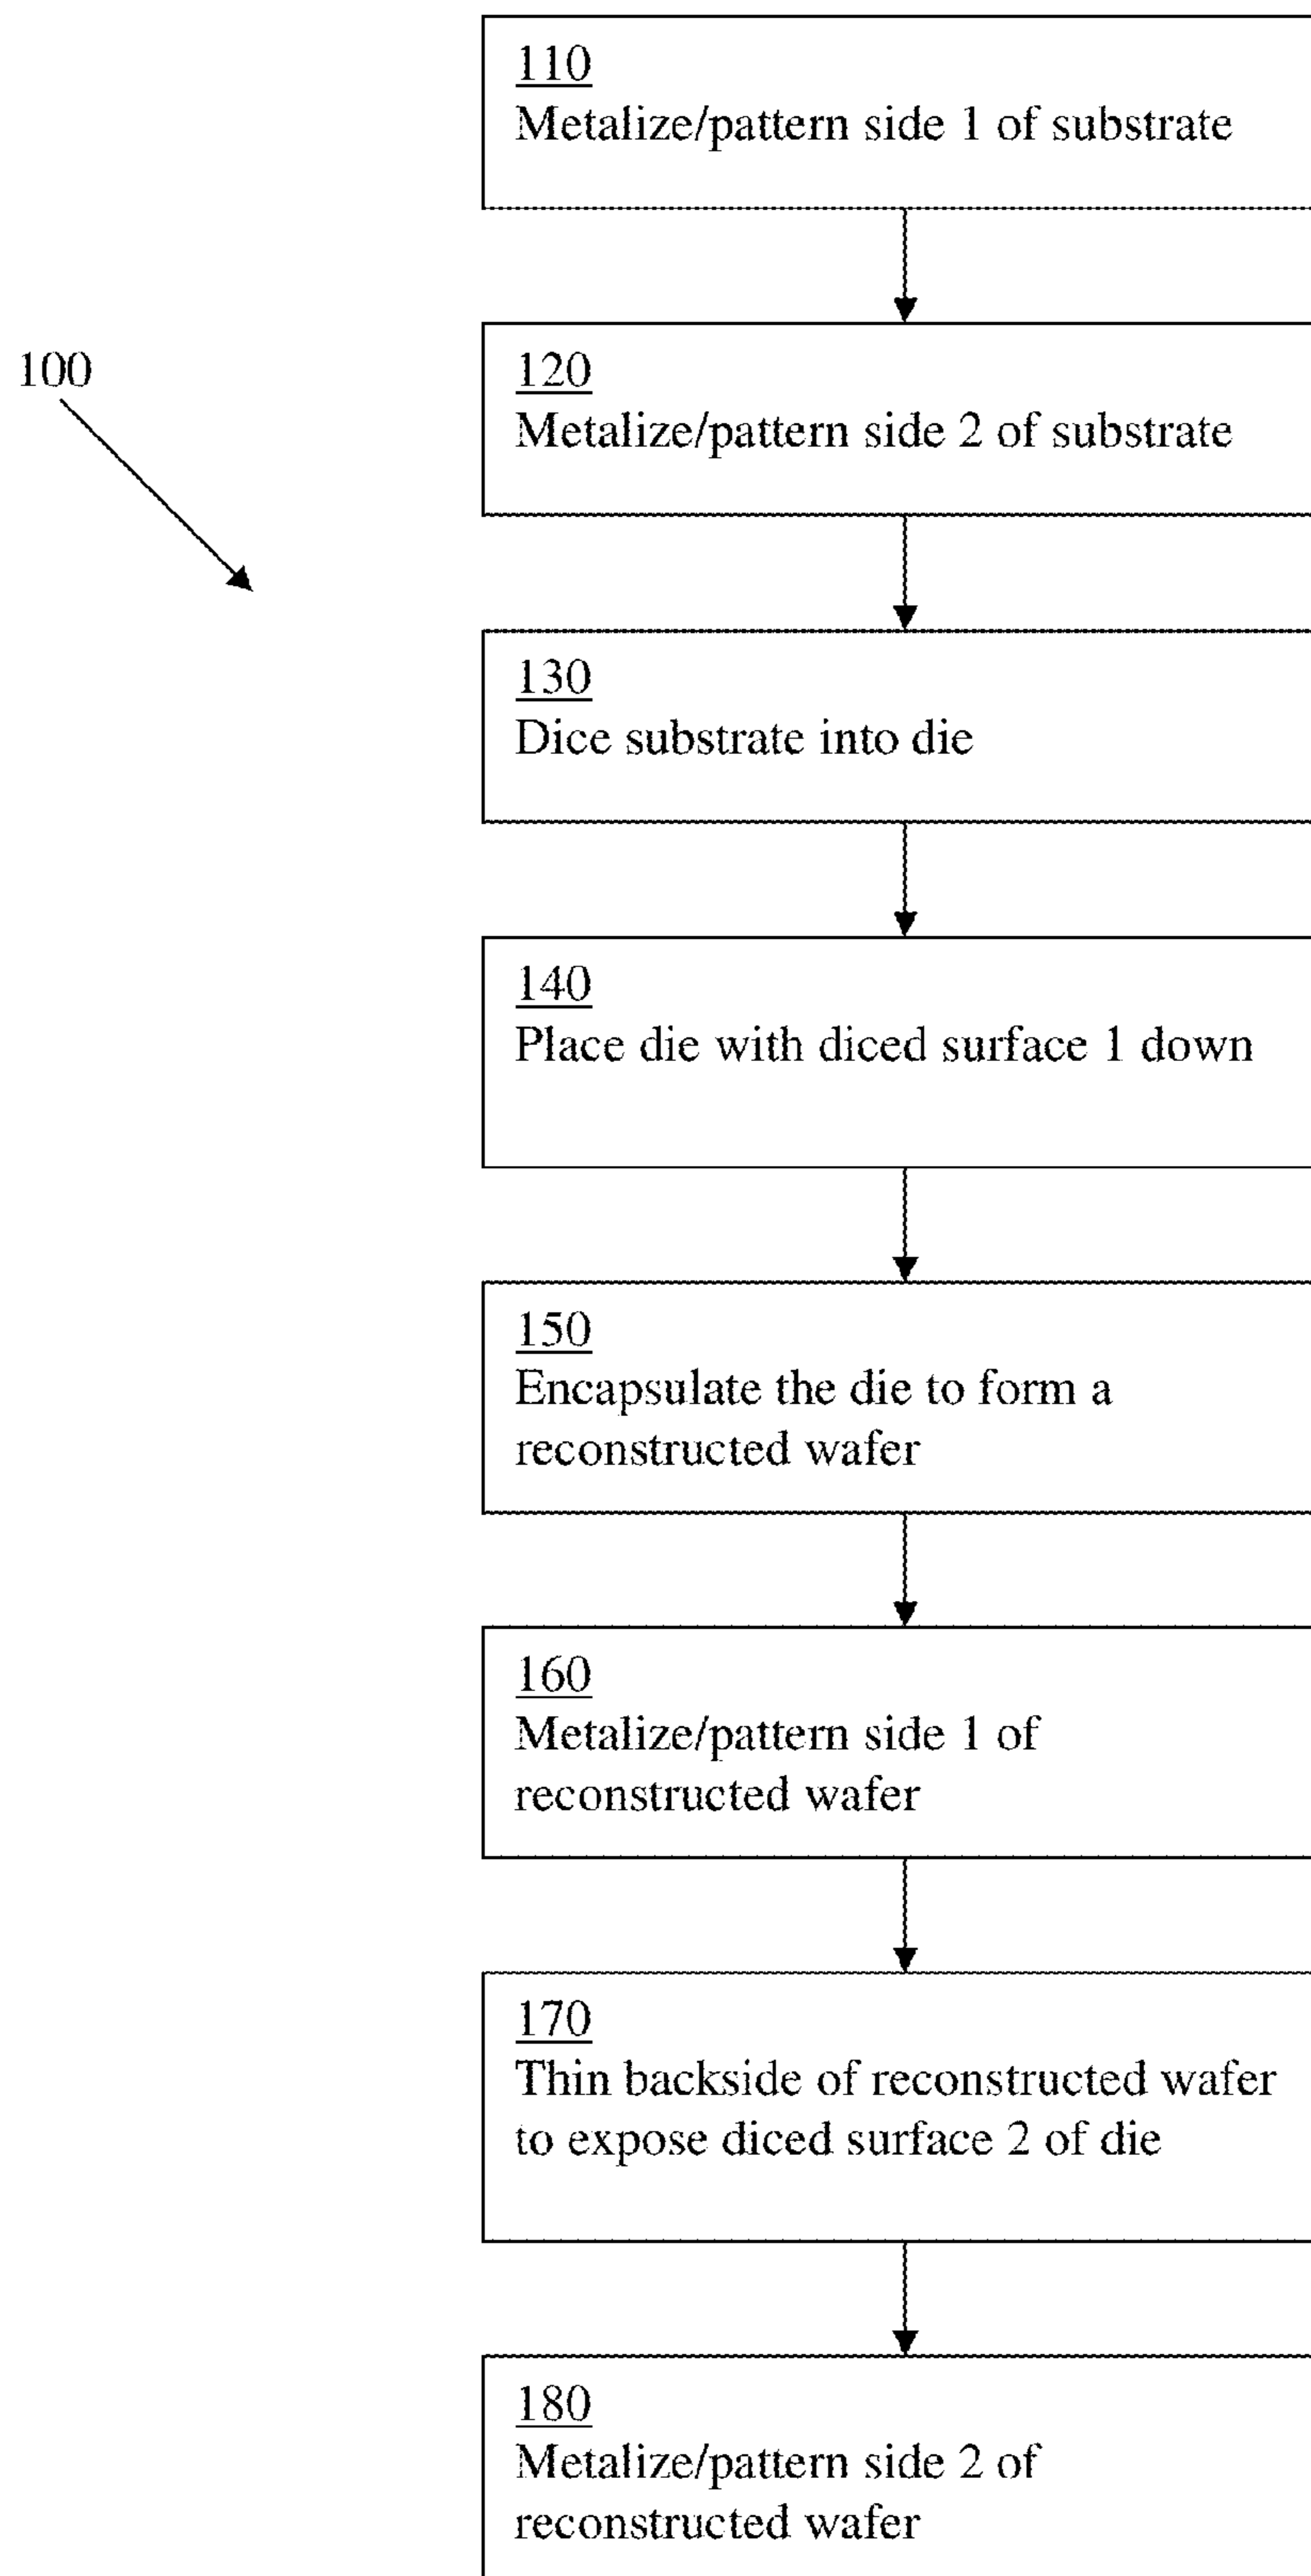 110
Metalize/pattern side 1 of substrate
100
120
Metalize/pattern side 2 of substrate
130
Dice substrate into die
140
Place die with diced surface 1 down
150
Encapsulate the die to form a
reconstructed wafer
160
Metalize/pattern side 1 of
reconstructed wafer
170
Thin backside of reconstructed wafer
to expose diced surface 2 of die
180
Metalize/pattern side 2 of
reconstructed wafer